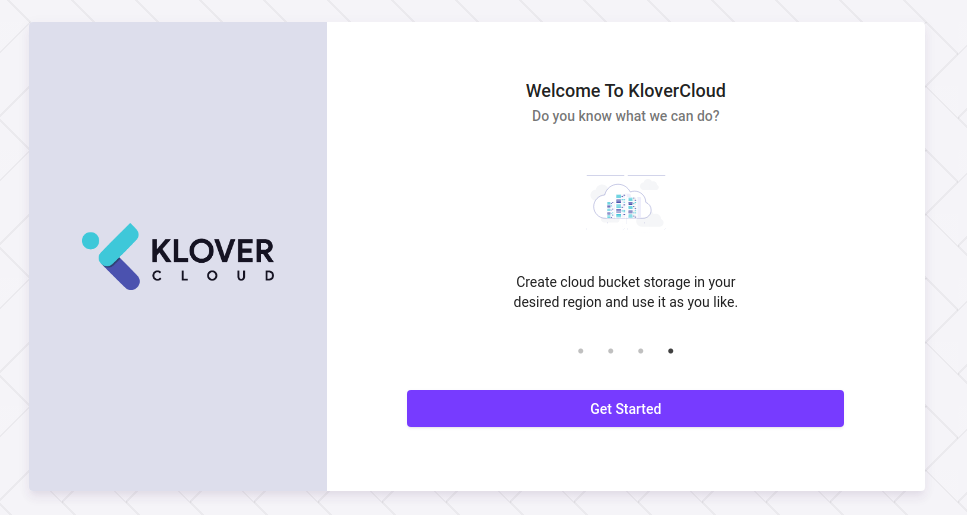 KLOVER
CLOUD
Welcome To KloverCloud
Do you know what we can do?
Create cloud bucket storage in your
desired region and use it as you like.
Get Started